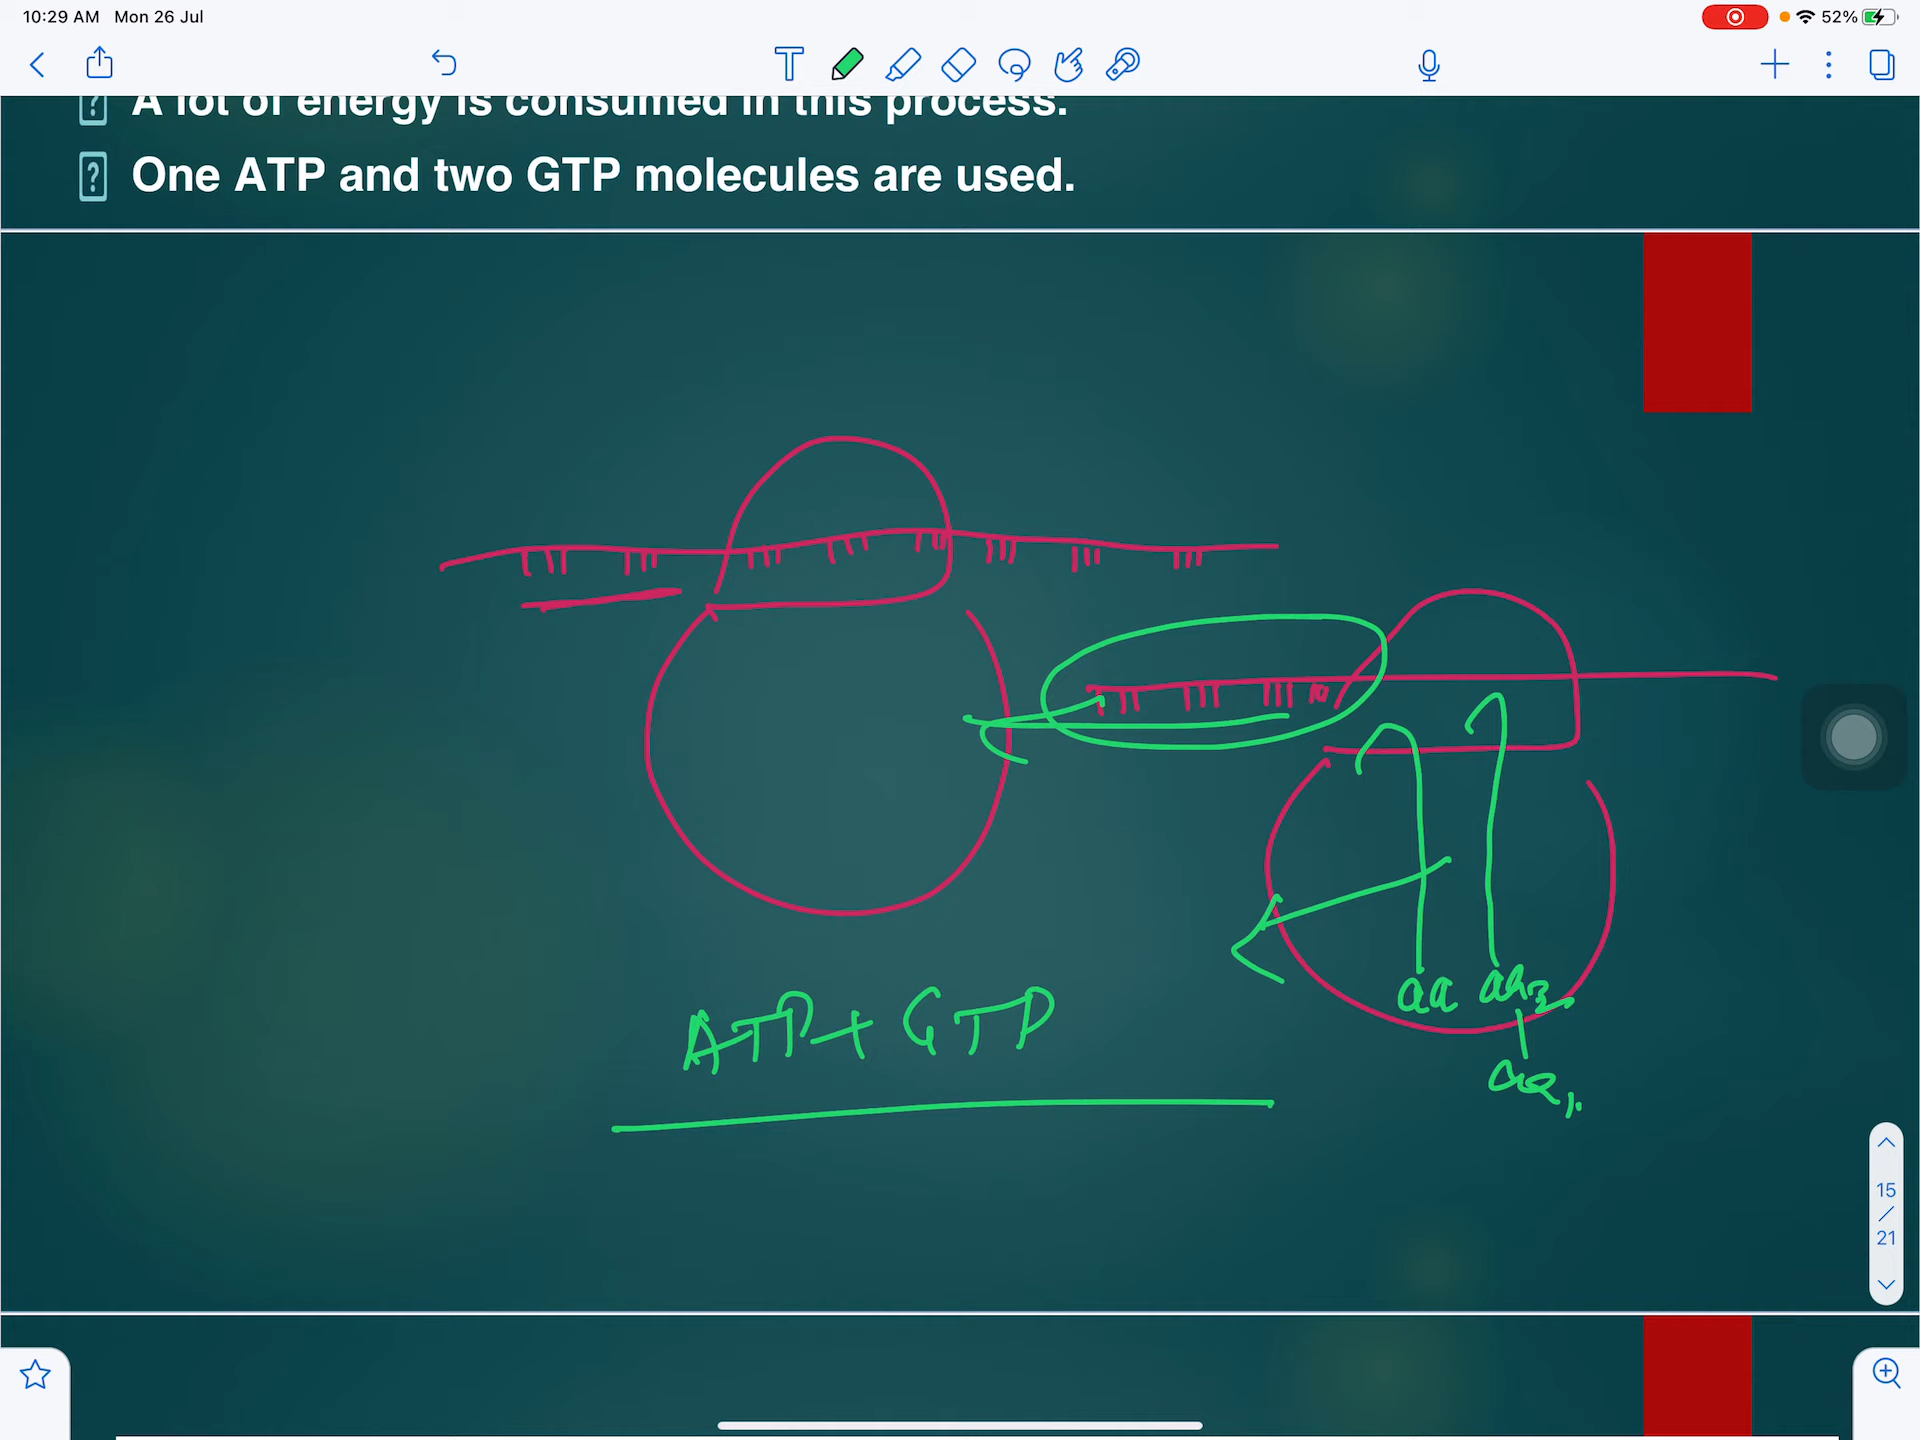 10:29 AM Mon 26 Jul
52%
A lot of energy is consumed in this process.
One ATP and two GTP molecules are used.
ATP + GTP
aa aa2
aa1
15
/
21